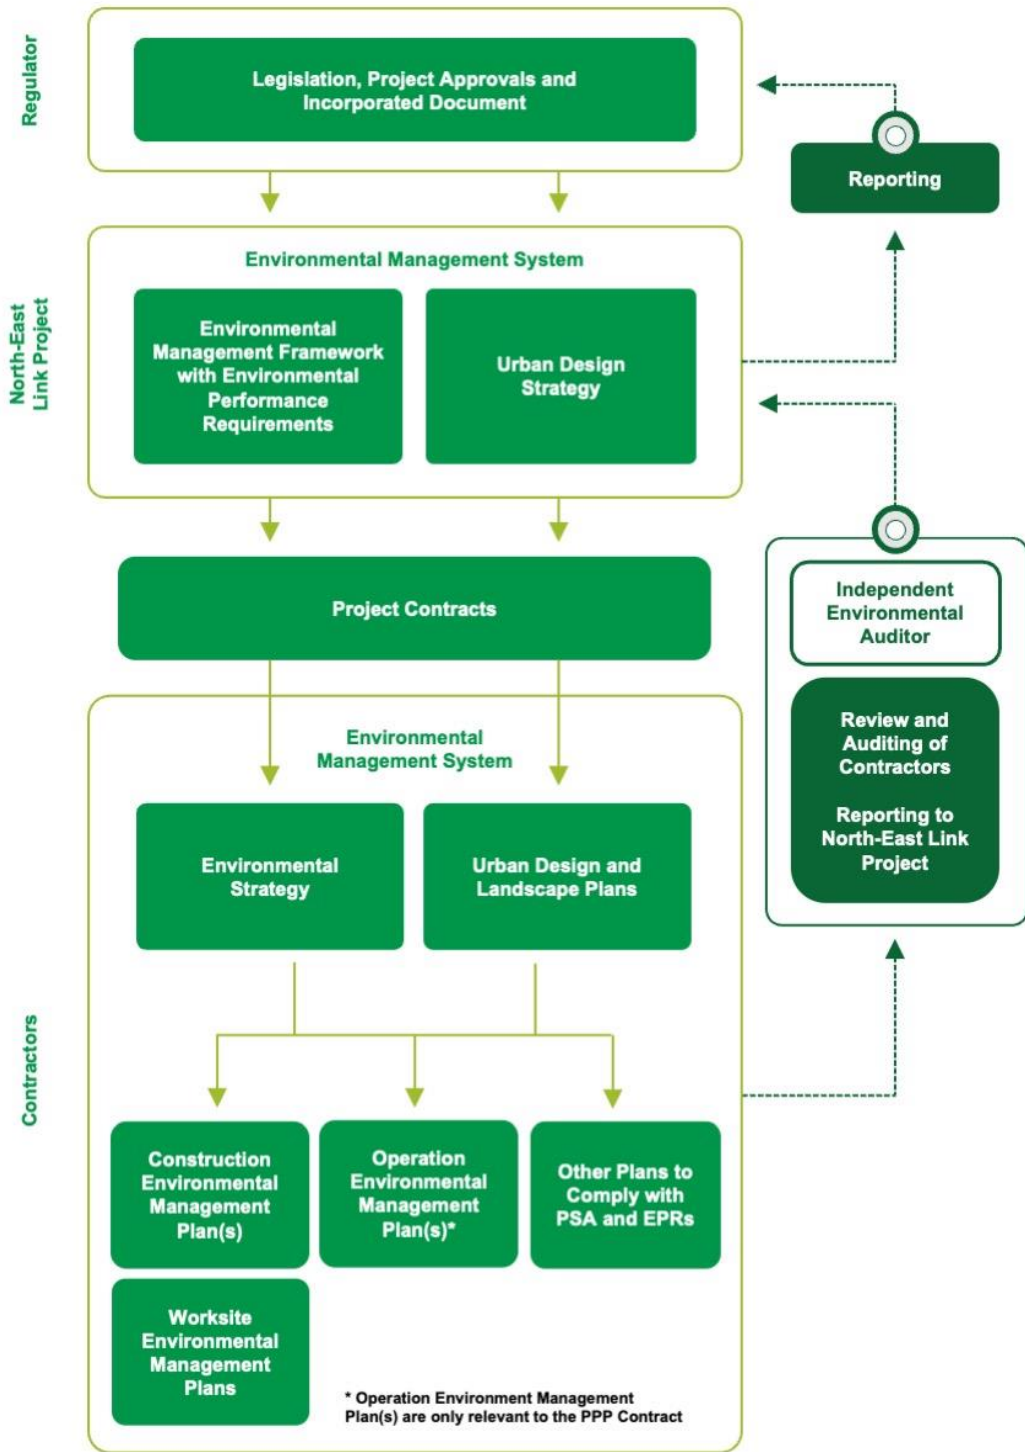 Regulator
Legislation, Project Approvals and
Incorporated Document
Reporting
North-East
Link Project
Environmental Management System
Environmental
Management Framework
with Environmental
Performance
Requirements
Urban Design
Strategy
Project Contracts
Independent
Environmental
Auditor
Review and
Auditing of
Contractors
Reporting to
North-East Link
Project
Contractors
Environmental
Management System
Environmental
Strategy
Urban Design and
Landscape Plans
Construction
Environmental
Management
Plan(s)
Operation
Environmental
Management
Plan(s)*
Other Plans to
Comply with
PSA and EPRs
Worksite
Environmental
Management
Plans
* Operation Environment Management
Plan(s) are only relevant to the PPP Contract